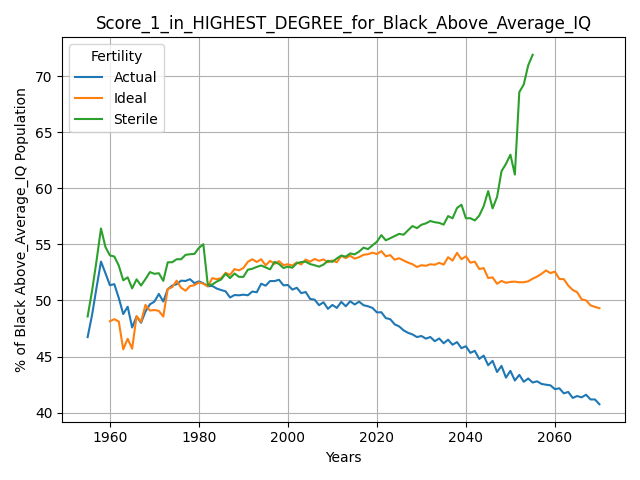 Score_1_in_HIGHEST_DEGREE_for_Black_Above_Average_IQ
Fertility
Actual
Ideal
Sterile
% of Black Above_Average_IQ Population
70
65
60
55
50
45
40
1960 1980 2000 2020 2040 2060
Years